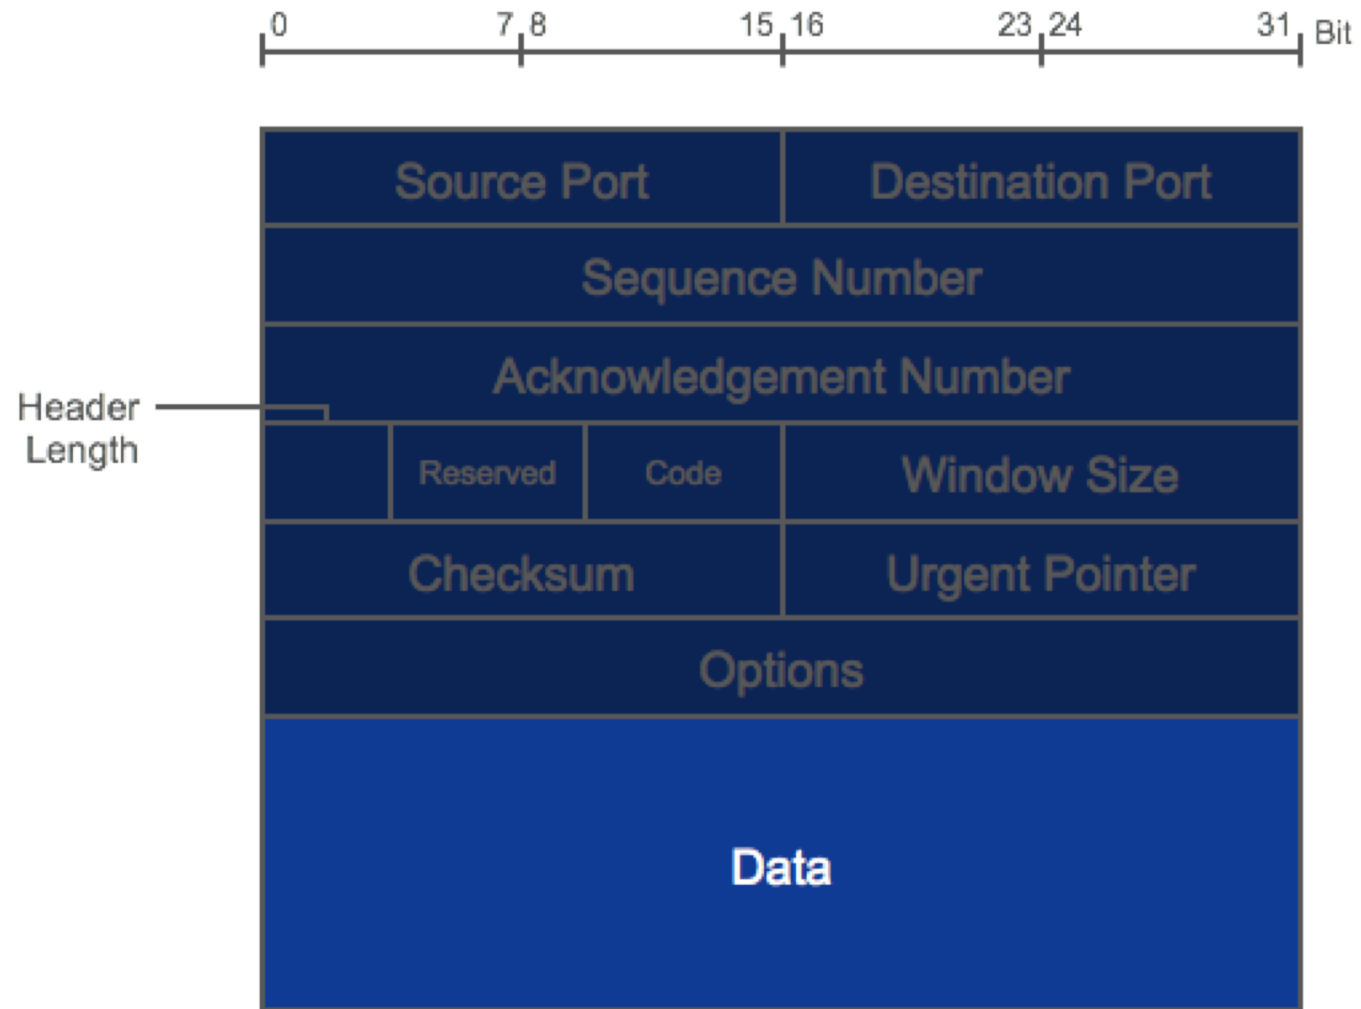 0 7 8 15 16 23 24 31 Bit
Source Port Destination Port
Sequence Number
Acknowledgement Number
Header
Length
Reserved Code Window Size
Checksum Urgent Pointer
Options
Data